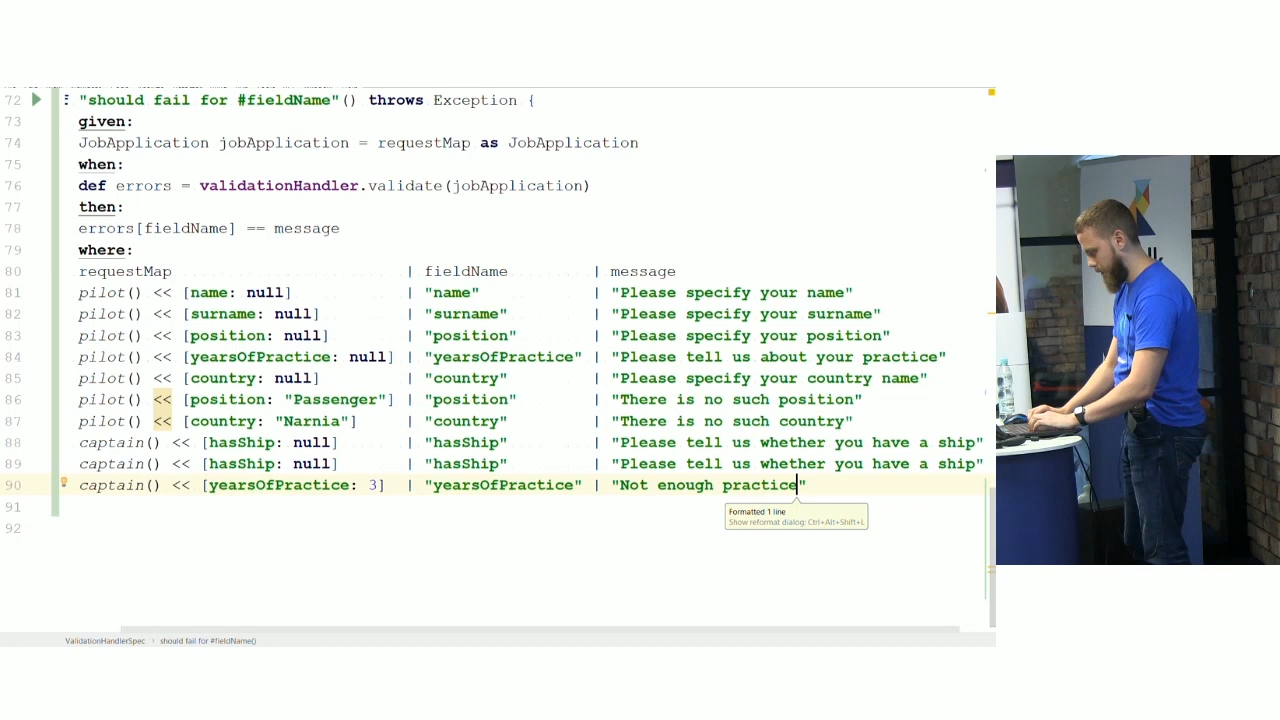 72 "should fail for #fieldName"() throws Exception {
73 given:
74 JobApplication jobApplication = requestMap as JobApplication
75 when:
76 def errors = validationHandler.validate(jobApplication)
77 then:
78 errors[fieldName] == message
79 where:
80 requestMap | fieldName | message
81 pilot() << [name: null] | "name" | "Please specify your name"
82 pilot() << [surname: null] | "surname" | "Please specify your surname"
83 pilot() << [position: null] | "position" | "Please specify your position"
84 pilot() << [yearsOfPractice: null] | "yearsOfPractice" | "Please tell us about your practice"
85 pilot() << [country: null] | "country" | "Please specify your country name"
86 pilot() << [position: "Passenger"] | "position" | "There is no such position"
87 pilot() << [country: "Narnia"] | "country" | "There is no such country"
88 captain() << [hasShip: null] | "hasShip" | "Please tell us whether you have a ship"
89 captain() << [hasShip: null] | "hasShip" | "Please tell us whether you have a ship"
90 captain() << [yearsOfPractice: 3] | "yearsOfPractice" | "Not enough practice"
91
92
Formatted 1 line
Show reformat dialog: Ctrl+Alt+Shift+L
ValidationHandlerSpec › should fail for #fieldName()